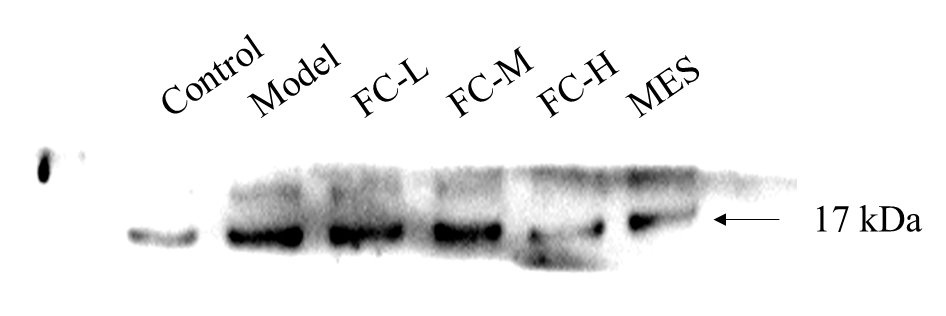 Control
Model
FC-L
FC-M
FC-H
MES
17 kDa